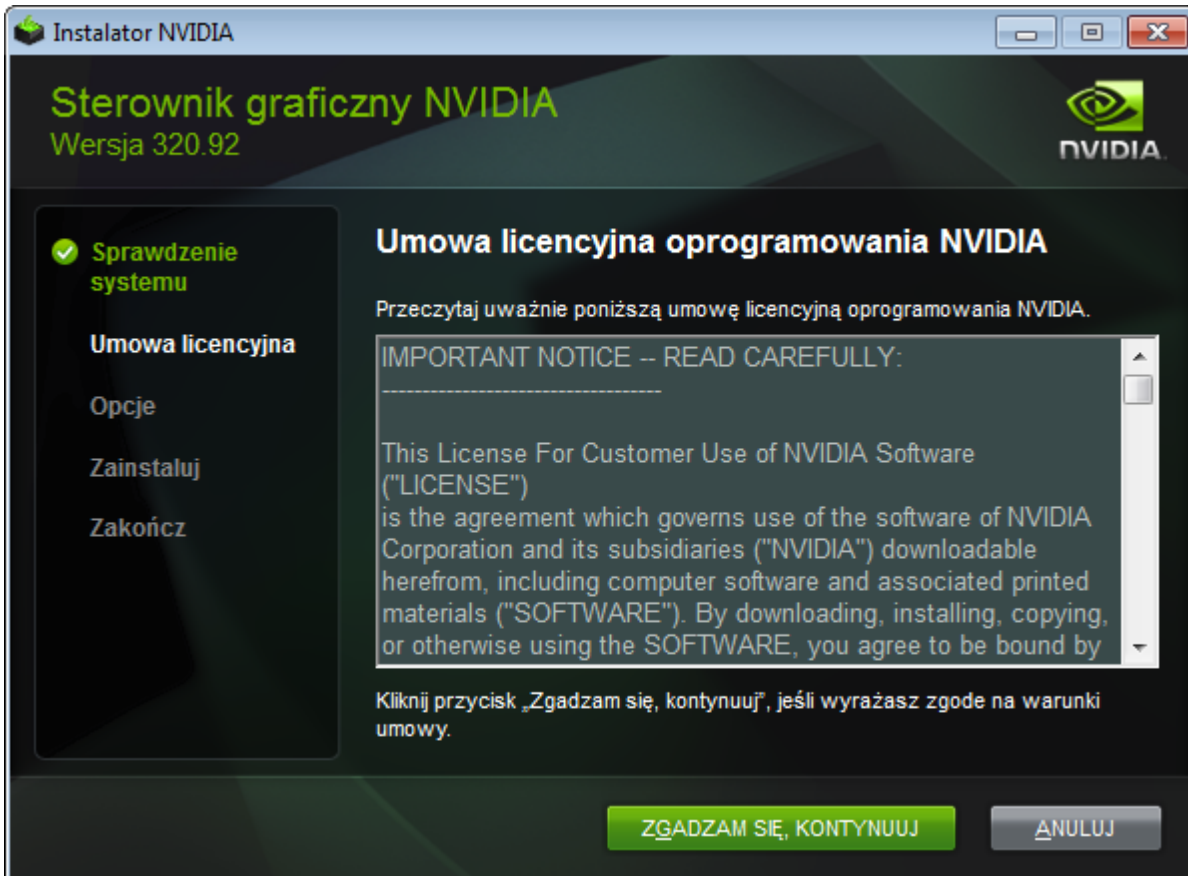 Instalator NVIDIA
Sterownik graficzny NVIDIA
Wersja 320.92
NVIDIA.
Sprawdzenie
systemu
Umowa licencyjna
Opcje
Zainstaluj
Zakończ
Umowa licencyjna oprogramowania NVIDIA
Przeczytaj uważnie poniższą umowę licencyjną oprogramowania NVIDIA.
IMPORTANT NOTICE -- READ CAREFULLY:
-----------------------------------
This License For Customer Use of NVIDIA Software
("LICENSE")
is the agreement which governs use of the software of NVIDIA
Corporation and its subsidiaries ("NVIDIA") downloadable
herefrom, including computer software and associated printed
materials ("SOFTWARE"). By downloading, installing, copying,
or otherwise using the SOFTWARE, you agree to be bound by
Kliknij przycisk „Zgadzam się, kontynuuj”, jeśli wyrażasz zgode na warunki
umowy.
ZGADZAM SIĘ, KONTYNUUJ
ANULUJ